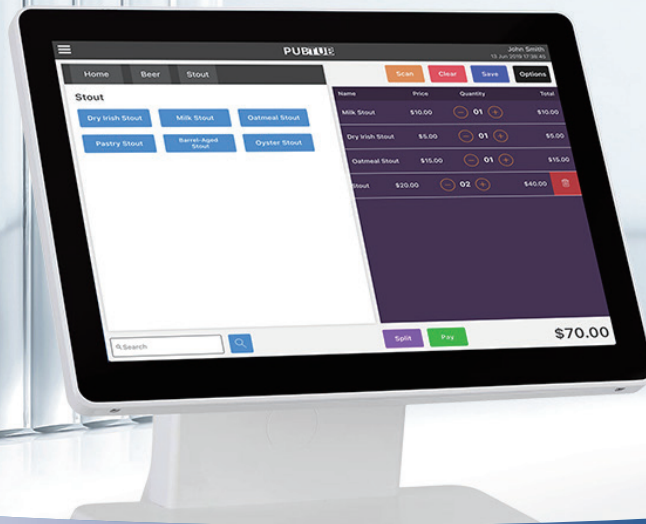 PUBTUE
John Smith
13 Jun 2019 17:36:45
Home Beer Stout
Scan Clear Save Options
Stout
Name Price Quantity Total
Dry Irish Stout Milk Stout Oatmeal Stout
Milk Stout $10.00 01 $10.00
Pastry Stout Barrel-Aged Stout Oyster Stout
Dry Irish Stout $5.00 01 $5.00
Oatmeal Stout $15.00 01 $15.00
Stout $20.00 02 $40.00
Search
Split Pay $70.00